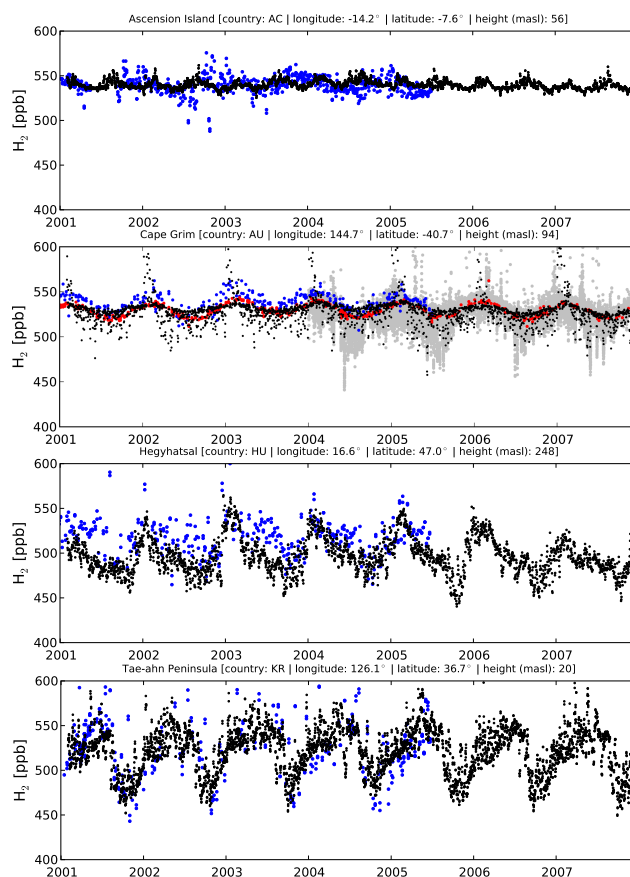 Ascension Island [country: AC | longitude: -14.2° | latitude: -7.6° | height (masl): 56]
600
550
500
450
400
H₂ [ppb]
2001 2002 2003 2004 2005 2006 2007
Cape Grim [country: AU | longitude: 144.7° | latitude: -40.7° | height (masl): 94]
600
550
500
450
400
H₂ [ppb]
2001 2002 2003 2004 2005 2006 2007
Hegyhatsal [country: HU | longitude: 16.6° | latitude: 47.0° | height (masl): 248]
600
550
500
450
400
H₂ [ppb]
2001 2002 2003 2004 2005 2006 2007
Tae-ahn Peninsula [country: KR | longitude: 126.1° | latitude: 36.7° | height (masl): 20]
600
550
500
450
400
H₂ [ppb]
2001 2002 2003 2004 2005 2006 2007